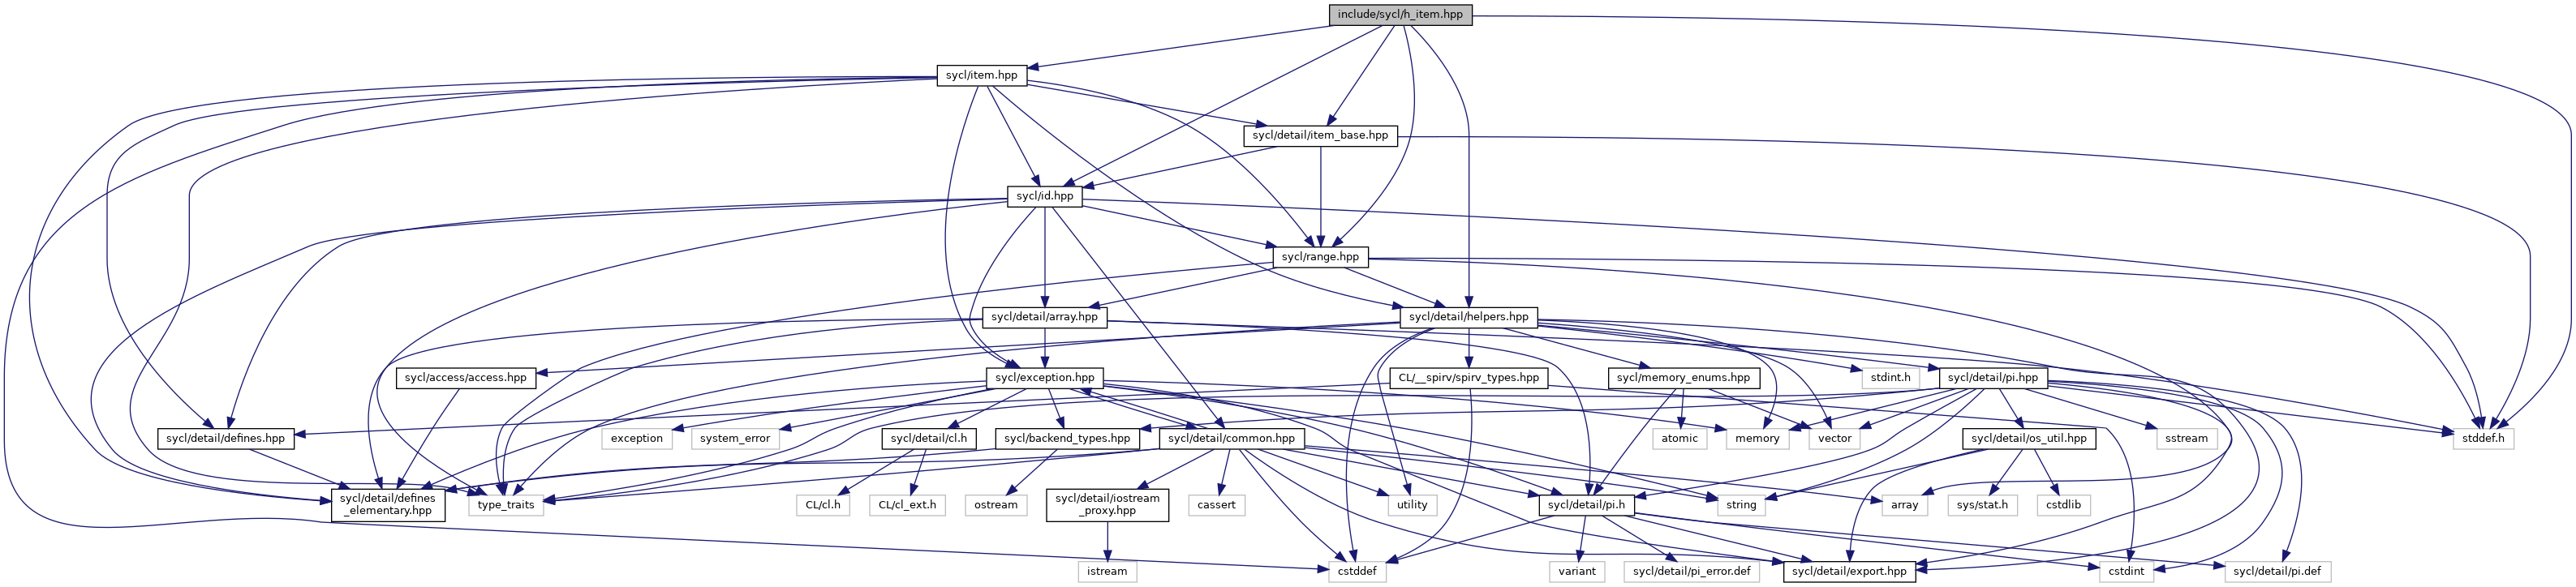 include/sycl/h_item.hpp
sycl/item.hpp
sycl/detail/item_base.hpp
sycl/id.hpp
sycl/range.hpp
sycl/detail/array.hpp
sycl/detail/helpers.hpp
sycl/access/access.hpp
sycl/exception.hpp
CL/__spirv/spirv_types.hpp
sycl/memory_enums.hpp
stdint.h
sycl/detail/pi.hpp
sycl/detail/defines.hpp
exception
system_error
sycl/detail/cl.h
sycl/backend_types.hpp
sycl/detail/common.hpp
atomic
memory
vector
sycl/detail/os_util.hpp
sstream
stddef.h
sycl/detail/defines
_elementary.hpp
type_traits
CL/cl.h
CL/cl_ext.h
ostream
sycl/detail/iostream
_proxy.hpp
cassert
utility
sycl/detail/pi.h
string
array
sys/stat.h
cstdlib
istream
cstddef
variant
sycl/detail/pi_error.def
sycl/detail/export.hpp
cstdint
sycl/detail/pi.def